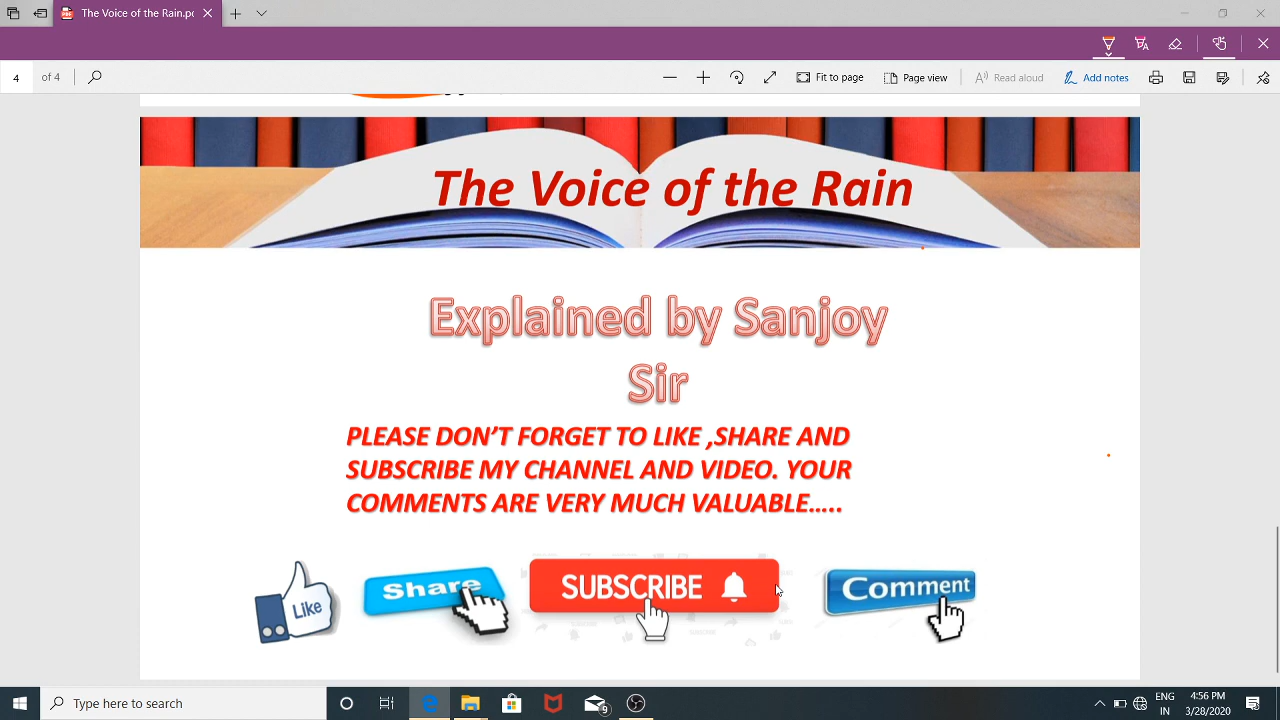 The Voice of the Rain.pd
4 of 4
Fit to page
Page view
Read aloud
Add notes
The Voice of the Rain
Explained by Sanjoy
Sir
PLEASE DON’T FORGET TO LIKE ,SHARE AND
SUBSCRIBE MY CHANNEL AND VIDEO. YOUR
COMMENTS ARE VERY MUCH VALUABLE…..
Like
Share
SUBSCRIBE
Comment
Type here to search
9
ENG
IN
4:56 PM
3/28/2020